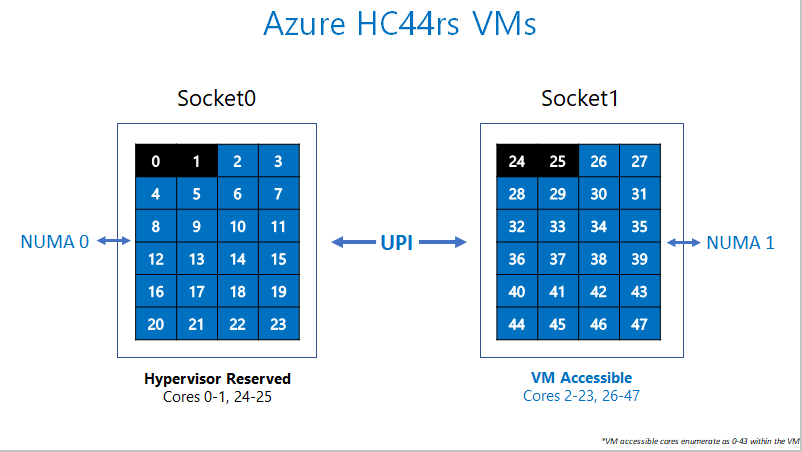 Azure HC44rs VMs
Socket0
Socket1
0 1 2 3
4 5 6 7
8 9 10 11
12 13 14 15
16 17 18 19
20 21 22 23
NUMA 0
UPI
24 25 26 27
28 29 30 31
32 33 34 35
36 37 38 39
40 41 42 43
44 45 46 47
NUMA 1
Hypervisor Reserved
Cores 0-1, 24-25
VM Accessible
Cores 2-23, 26-47
*VM accessible cores enumerate as 0-43 within the VM